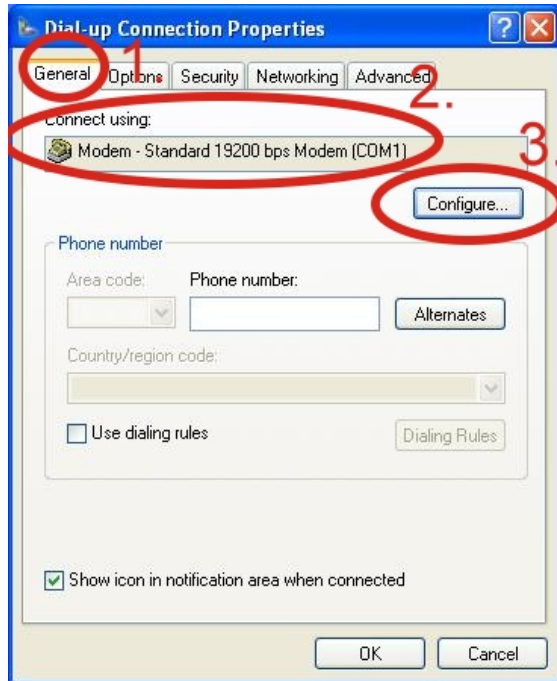 Dial-up Connection Properties
1.
General Options Security Networking Advanced
2.
Connect using:
Modem - Standard 19200 bps Modem (COM1)
3.
Configure...
Phone number
Area code: Phone number:
Alternates
Country/region code:
Use dialing rules Dialing Rules
Show icon in notification area when connected
OK Cancel